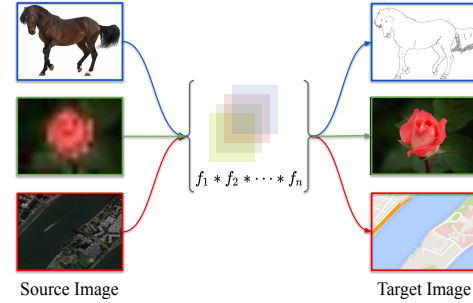 f₁ * f₂ * ⋯ * fₙ
Source Image
Target Image